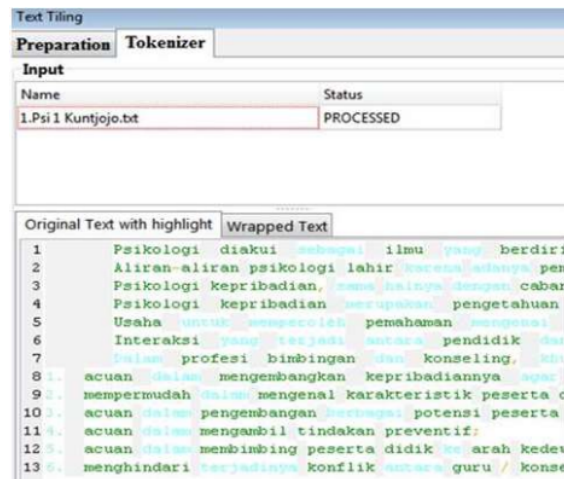 Text Tiling
Preparation Tokenizer
Input
Name Status
1.Psi 1 Kuntjojo.txt PROCESSED
Original Text with highlight Wrapped Text
1 Psikologi diakui sebagai ilmu yang berdiri
2 Aliran-aliran psikologi lahir karena adanya pem
3 Psikologi kepribadian, sama halnya dengan caban
4 Psikologi kepribadian merupakan pengetahuan
5 Usaha untuk memperoleh pemahaman mengenai
6 Interaksi yang terjadi antara pendidik dan
7 Dalam profesi bimbingan dan konseling, khu
8 1. acuan dalam mengembangkan kepribadiannya agar
9 2. mempermudah dalam mengenal karakteristik peserta d
10 3. acuan dalam pengembangan berbagai potensi peserta
11 4. acuan dalam mengambil tindakan preventif;
12 5. acuan dalam membimbing peserta didik ke arah kedew
13 6. menghindari terjadinya konflik antara guru / konse